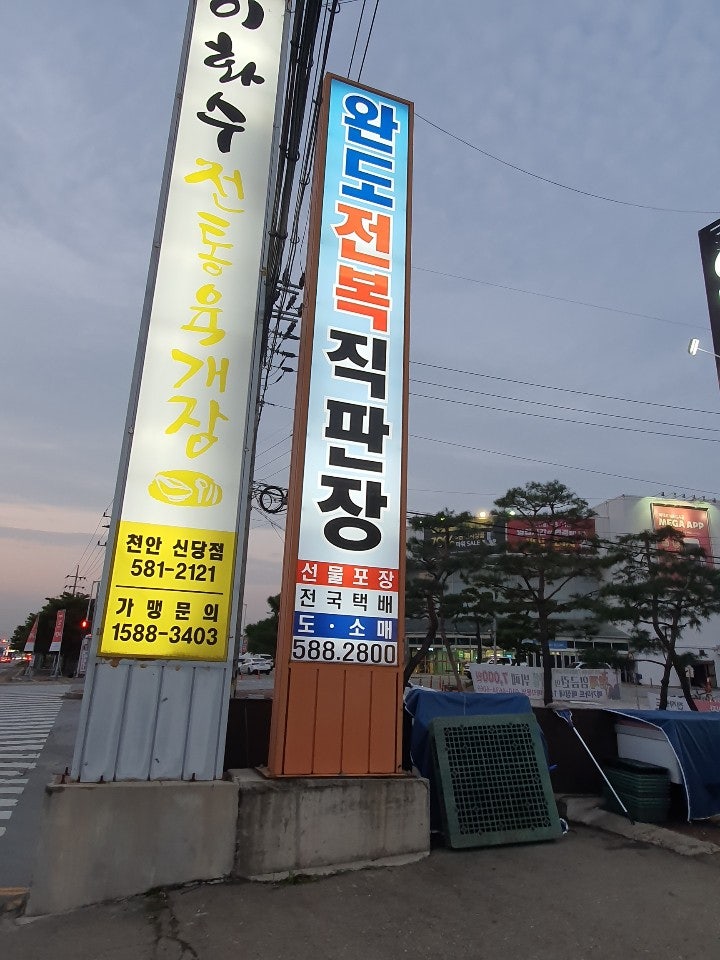 이화수
전통육개장
천안 신당점
581-2121
가맹문의
1588-3403
완도전복직판장
선물포장
전국택배
도·소매
588.2800
MEGA APP
SALE